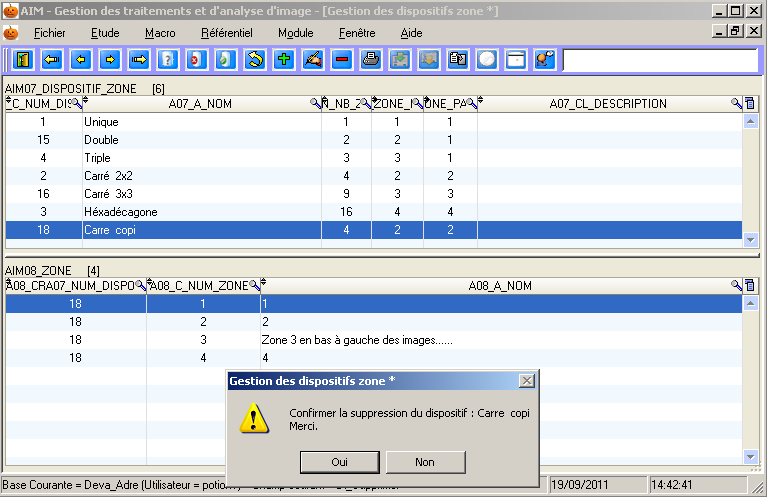 AIM - Gestion des traitements et d'analyse d'image - [Gestion des dispositifs zone *]
Fichier Etude Macro Référentiel Module Fenêtre Aide
AIM07_DISPOSITIF_ZONE [6]
_C_NUM_DIS A07_A_NOM N_NB_Z ZONE_ ONE_PA A07_CL_DESCRIPTION
1 Unique 1 1 1
15 Double 2 2 1
4 Triple 3 3 1
2 Carré 2x2 4 2 2
16 Carré 3x3 9 3 3
3 Héxadécagone 16 4 4
18 Carre copi 4 2 2
AIM08_ZONE [4]
A08_CRA07_NUM_DISPO A08_C_NUM_ZONE A08_A_NOM
18 1 1
18 2 2
18 3 Zone 3 en bas à gauche des images......
18 4 4
Gestion des dispositifs zone *
Confirmer la suppression du dispositif : Carre copi
Merci.
Oui Non
Base Courante = Deva_Adre (Utilisateur = 19/09/2011 14:42:41